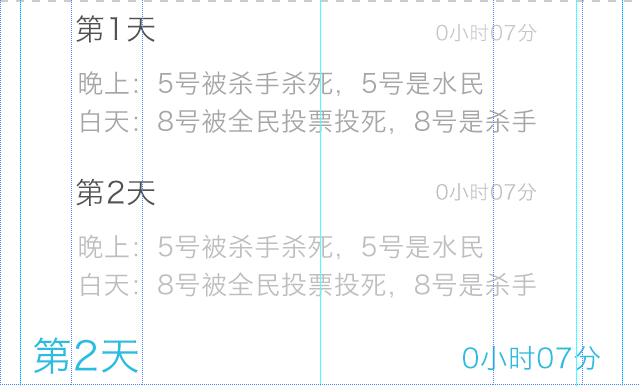 第1天
0小时07分
晚上：5号被杀手杀死，5号是水民
白天：8号被全民投票投死，8号是杀手
第2天
0小时07分
晚上：5号被杀手杀死，5号是水民
白天：8号被全民投票投死，8号是杀手
第2天
0小时07分